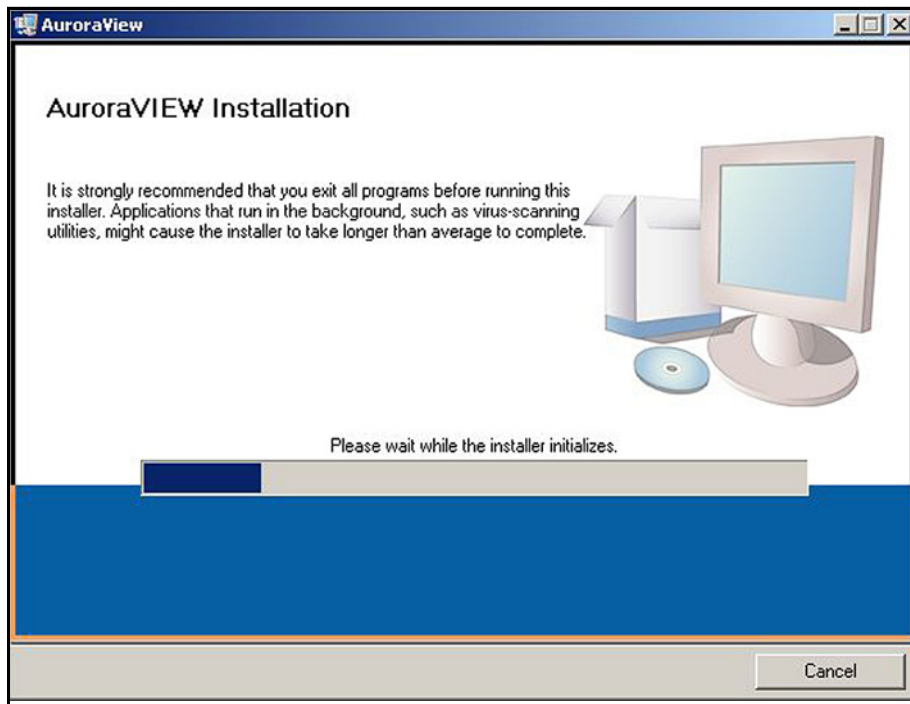 AuroraView
AuroraVIEW Installation
It is strongly recommended that you exit all programs before running this
installer. Applications that run in the background, such as virus-scanning
utilities, might cause the installer to take longer than average to complete.
Please wait while the installer initializes.
Cancel